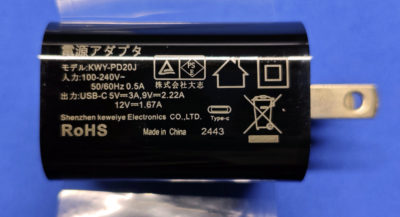 電源アダプタ
モデル:KWY-PD20J
入力:100-240V~
50/60Hz 0.5A
出力:USB-C 5V⎓3A,9V⎓2.22A
12V⎓1.67A
PS
E
株式会社大志
Shenzhen keweiye Electronics CO.,LTD.
RoHS
Made in China
2443
Type-c